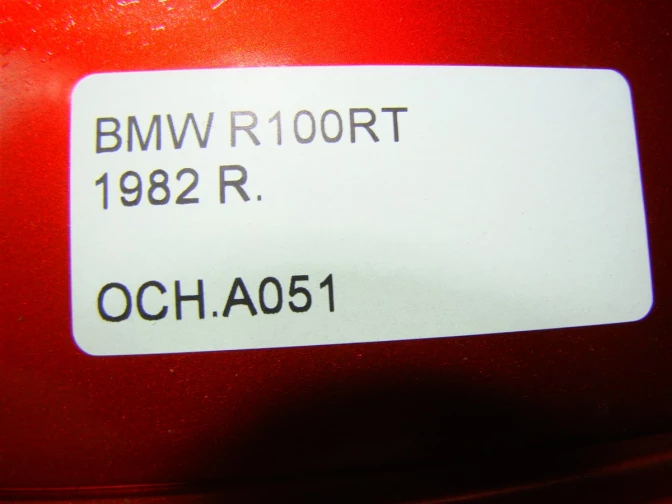 BMW R100RT
1982 R.
OCH.A051